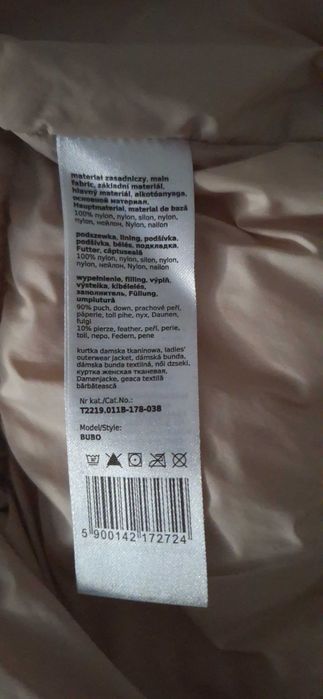 materiał zasadniczy, main
fabric, základní materiál,
hlavný materiál, alkotóanyaga,
основной материал,
Hauptmaterial, material de bază
100% nylon, nylon, silon, nylon,
nylon, нейлон, Nylon, nailon
podszewka, lining, podšívka,
podšívka, bélés, подкладка,
Futter, căptuseală
100% nylon, nylon, silon, nylon,
nylon, нейлон, Nylon, nailon
wypełnienie, filling, výplň,
výstelka, kibélelés,
заполнитель, Füllung,
umplutură
90% puch, down, prachové peří,
páperie, toll pihe, пух, Daunen,
fulgi
10% pierze, feather, peří, perie,
toll, перо, Federn, pene
kurtka damska tkaninowa, ladies'
outerwear jacket, dámská bunda,
dámska bunda textilná, női dzseki,
куртка женская тканевая,
Damenjacke, geaca textilă
bărbătească
Nr kat./Cat.No.:
T2219.011B-178-038
Model/Style:
BUBO
5 900142 172724